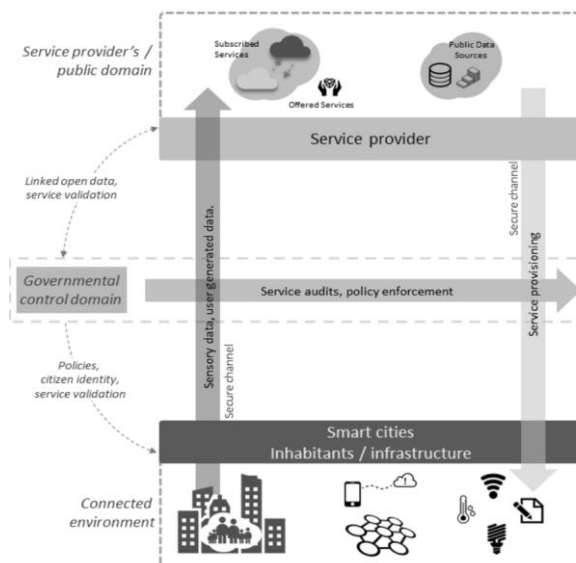 Service provider's /
public domain
Subscribed
Services
Offered Services
Public Data
Sources
Service provider
Linked open data,
service validation
Secure channel
Governmental
control domain
Service audits, policy enforcement
Sensory data, user generated data.
Service provisioning
Policies,
citizen identity,
service validation
Secure channel
Smart cities
Inhabitants / infrastructure
Connected
environment